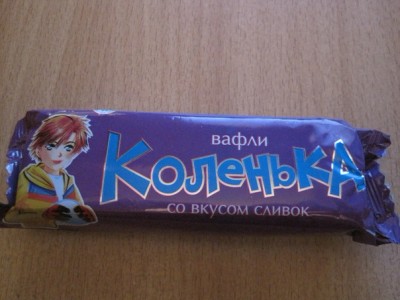 вафли
Коленька
со вкусом сливок